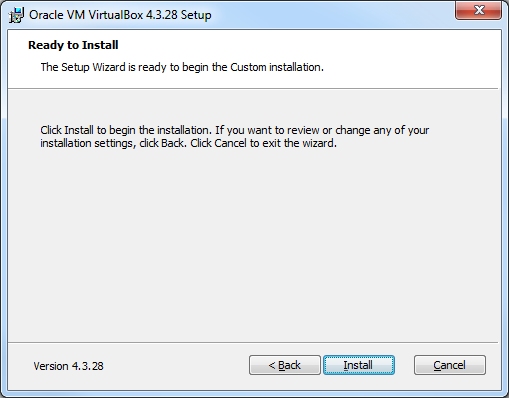 Oracle VM VirtualBox 4.3.28 Setup
Ready to Install
The Setup Wizard is ready to begin the Custom installation.
Click Install to begin the installation. If you want to review or change any of your
installation settings, click Back. Click Cancel to exit the wizard.
Version 4.3.28
< Back
Install
Cancel